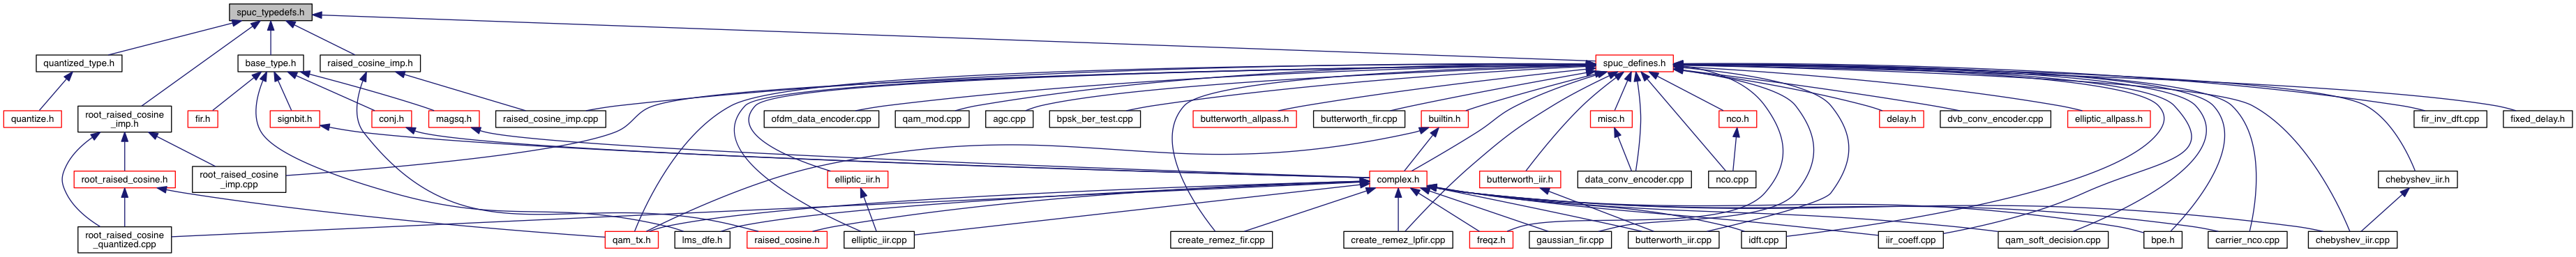 spuc_typedefs.h
quantized_type.h
base_type.h
raised_cosine_imp.h
spuc_defines.h
quantize.h
root_raised_cosine
_imp.h
fir.h
signbit.h
conj.h
magsq.h
raised_cosine_imp.cpp
ofdm_data_encoder.cpp
qam_mod.cpp
agc.cpp
bpsk_ber_test.cpp
butterworth_allpass.h
butterworth_fir.cpp
builtin.h
misc.h
nco.h
delay.h
dvb_conv_encoder.cpp
elliptic_allpass.h
fir_inv_dft.cpp
fixed_delay.h
root_raised_cosine.h
root_raised_cosine
_imp.cpp
elliptic_iir.h
complex.h
butterworth_iir.h
data_conv_encoder.cpp
nco.cpp
chebyshev_iir.h
root_raised_cosine
_quantized.cpp
qam_tx.h
lms_dfe.h
raised_cosine.h
elliptic_iir.cpp
create_remez_fir.cpp
create_remez_lpfir.cpp
freqz.h
gaussian_fir.cpp
butterworth_iir.cpp
idft.cpp
iir_coeff.cpp
qam_soft_decision.cpp
bpe.h
carrier_nco.cpp
chebyshev_iir.cpp